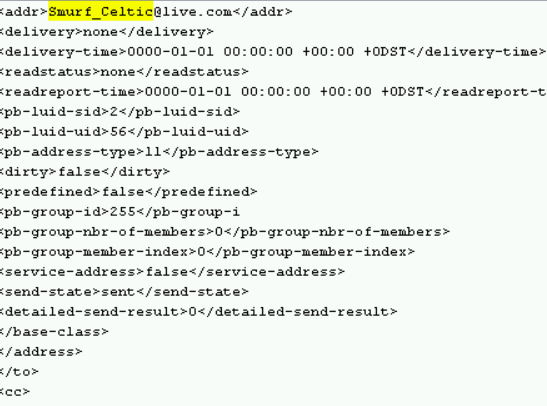 <addr>Smurf_Celtic@live.com</addr>
<delivery>none</delivery>
<delivery-time>0000-01-01 00:00:00 +00:00 +0DST</delivery-time>
<readstatus>none</readstatus>
<readreport-time>0000-01-01 00:00:00 +00:00 +0DST</readreport-t
<pb-luid-sid>2</pb-luid-sid>
<pb-luid-uid>56</pb-luid-uid>
<pb-address-type>11</pb-address-type>
<dirty>false</dirty>
<predefined>false</predefined>
<pb-group-id>255</pb-group-i
<pb-group-nbr-of-members>0</pb-group-nbr-of-members>
<pb-group-member-index>0</pb-group-member-index>
<service-address>false</service-address>
<send-state>sent</send-state>
<detailed-send-result>0</detailed-send-result>
</base-class>
</address>
</to>
<cc>